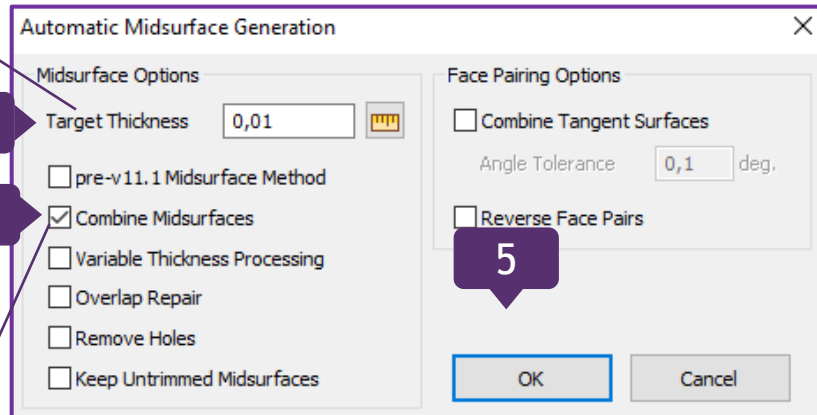 Automatic Midsurface Generation
Midsurface Options
Target Thickness 0,01
pre-v11.1 Midsurface Method
Combine Midsurfaces
Variable Thickness Processing
Overlap Repair
Remove Holes
Keep Untrimmed Midsurfaces
Face Pairing Options
Combine Tangent Surfaces
Angle Tolerance 0,1 deg.
Reverse Face Pairs
5
OK Cancel